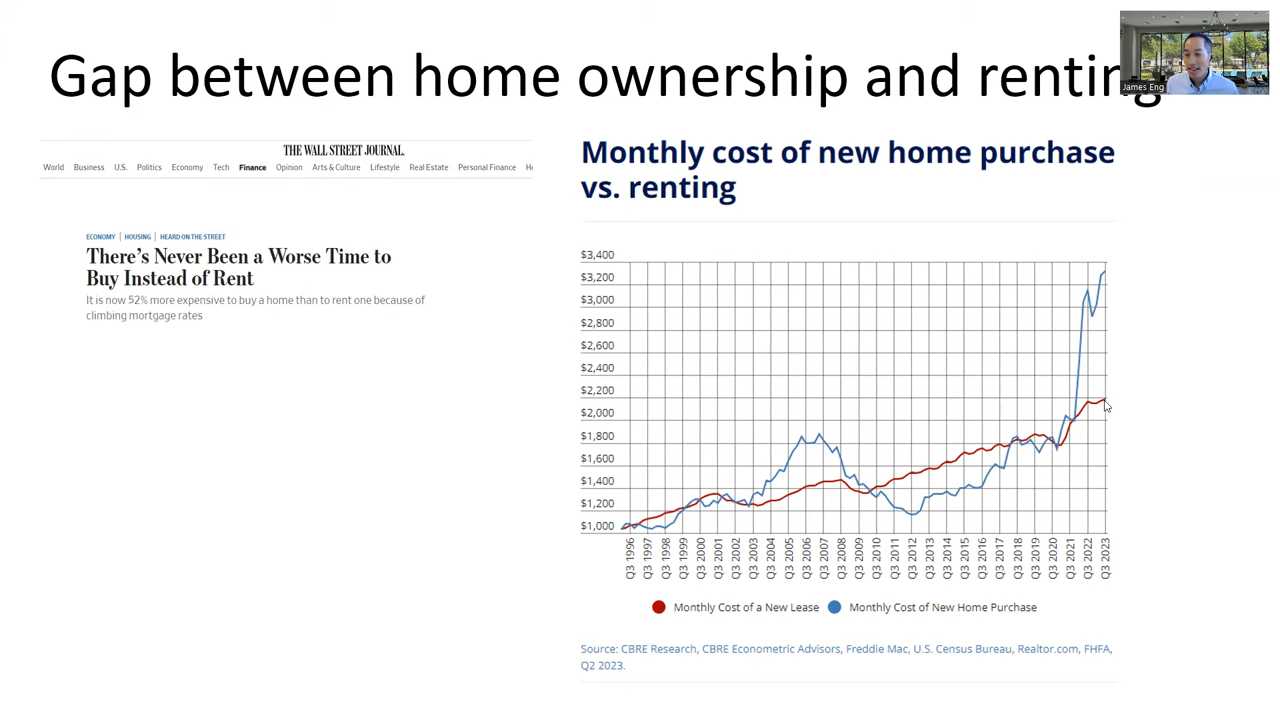 Gap between home ownership and renting
James Eng
THE WALL STREET JOURNAL.
World Business U.S. Politics Economy Tech Finance Opinion Arts & Culture Lifestyle Real Estate Personal Finance
ECONOMY | HOUSING | HEARD ON THE STREET
There's Never Been a Worse Time to
Buy Instead of Rent
It is now 52% more expensive to buy a home than to rent one because of
climbing mortgage rates
Monthly cost of new home purchase
vs. renting
$3,400
$3,200
$3,000
$2,800
$2,600
$2,400
$2,200
$2,000
$1,800
$1,600
$1,400
$1,200
$1,000
Q3 1996
Q3 1997
Q3 1998
Q3 1999
Q3 2000
Q3 2001
Q3 2002
Q3 2003
Q3 2004
Q3 2005
Q3 2006
Q3 2007
Q3 2008
Q3 2009
Q3 2010
Q3 2011
Q3 2012
Q3 2013
Q3 2014
Q3 2015
Q3 2016
Q3 2017
Q3 2018
Q3 2019
Q3 2020
Q3 2021
Q3 2022
Q3 2023
Monthly Cost of a New Lease Monthly Cost of New Home Purchase
Source: CBRE Research, CBRE Econometric Advisors, Freddie Mac, U.S. Census Bureau, Realtor.com, FHFA,
Q2 2023.